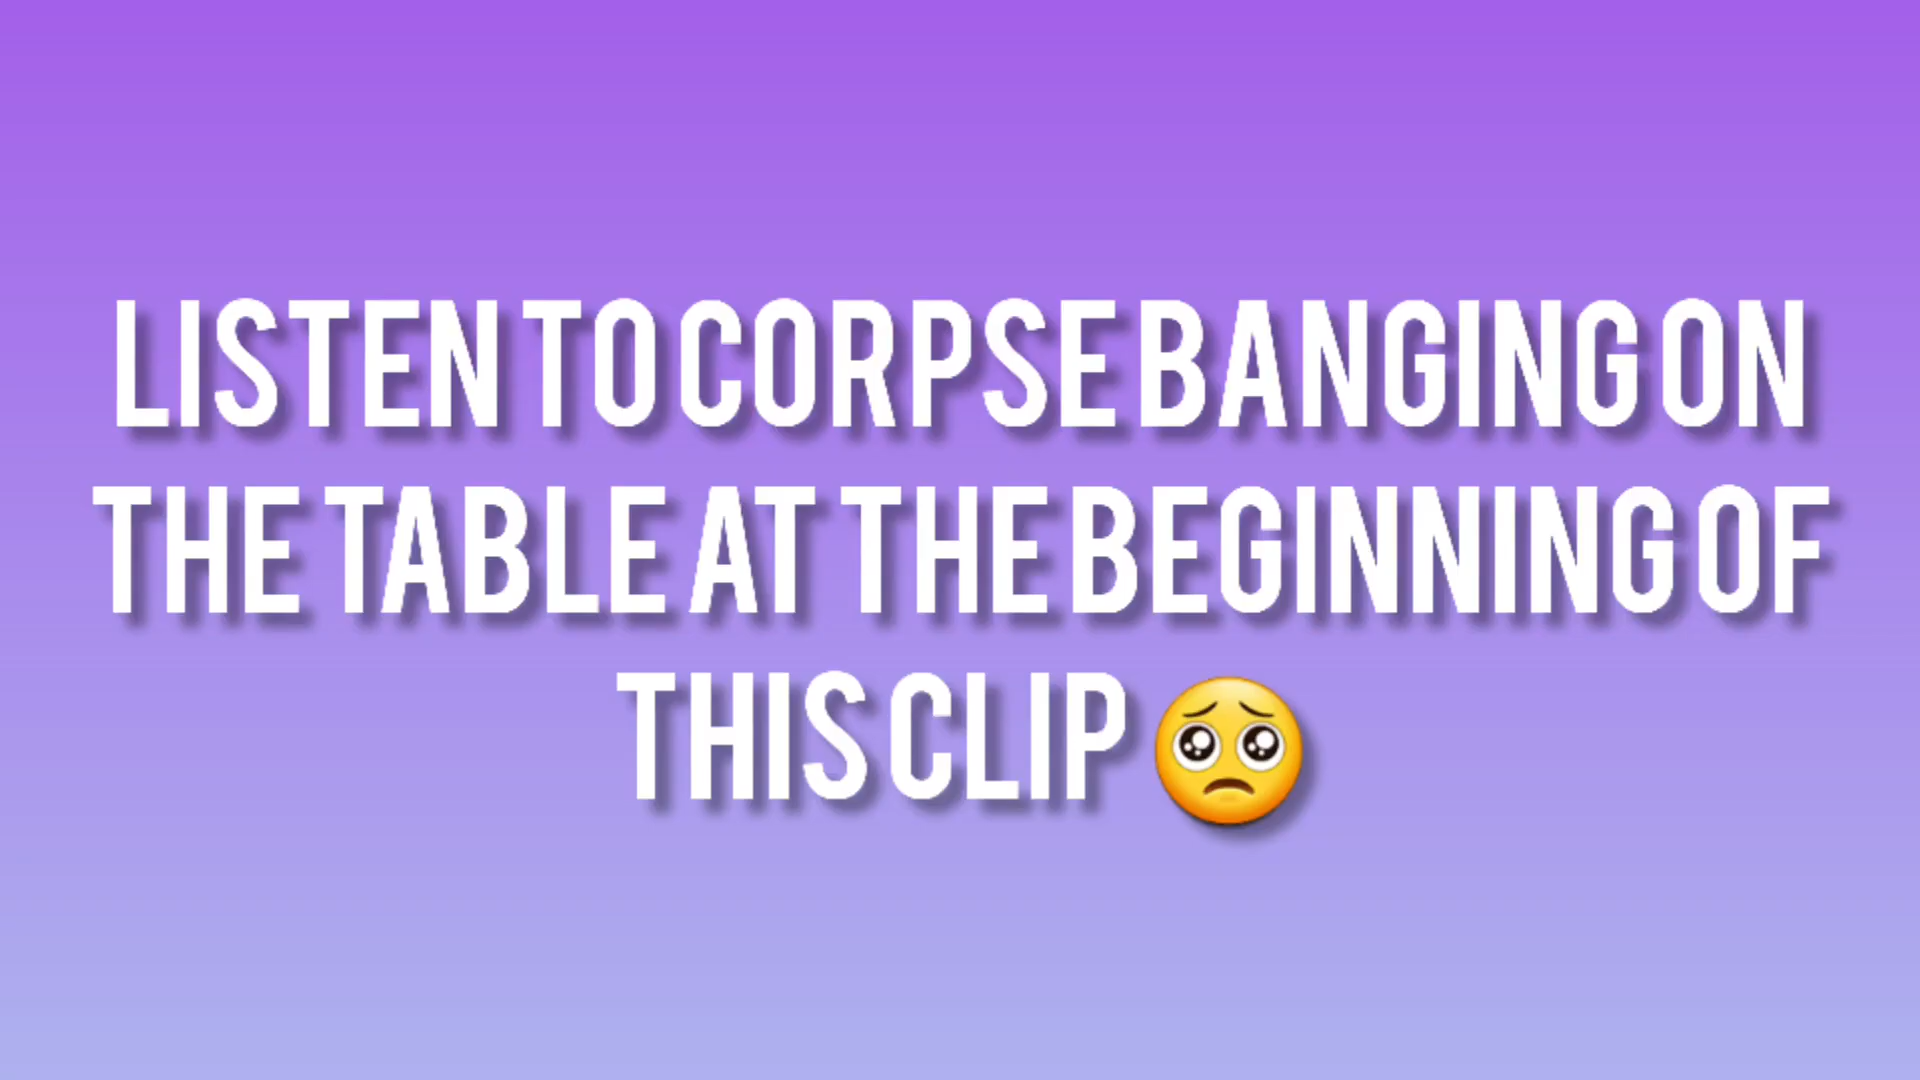 LISTEN TO CORPSE BANGING ON
THE TABLE AT THE BEGINNING OF
THIS CLIP 🥺